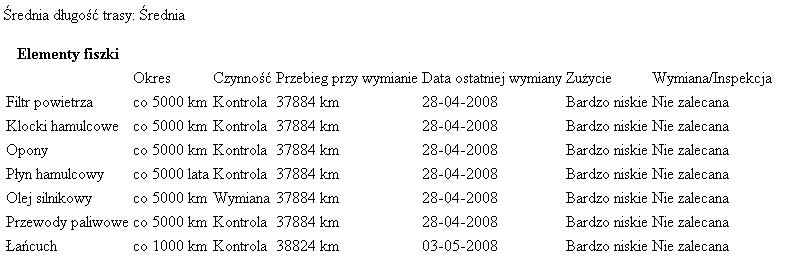 Średnia długość trasy: Średnia
Elementy fiszki
Okres Czynność Przebieg przy wymianie Data ostatniej wymiany Zużycie Wymiana/Inspekcja
Filtr powietrza co 5000 km Kontrola 37884 km 28-04-2008 Bardzo niskie Nie zalecana
Klocki hamulcowe co 5000 km Kontrola 37884 km 28-04-2008 Bardzo niskie Nie zalecana
Opony co 5000 km Kontrola 37884 km 28-04-2008 Bardzo niskie Nie zalecana
Płyn hamulcowy co 5000 lata Kontrola 37884 km 28-04-2008 Bardzo niskie Nie zalecana
Olej silnikowy co 5000 km Wymiana 37884 km 28-04-2008 Bardzo niskie Nie zalecana
Przewody paliwowe co 5000 km Kontrola 37884 km 28-04-2008 Bardzo niskie Nie zalecana
Łańcuch co 1000 km Kontrola 38824 km 03-05-2008 Bardzo niskie Nie zalecana